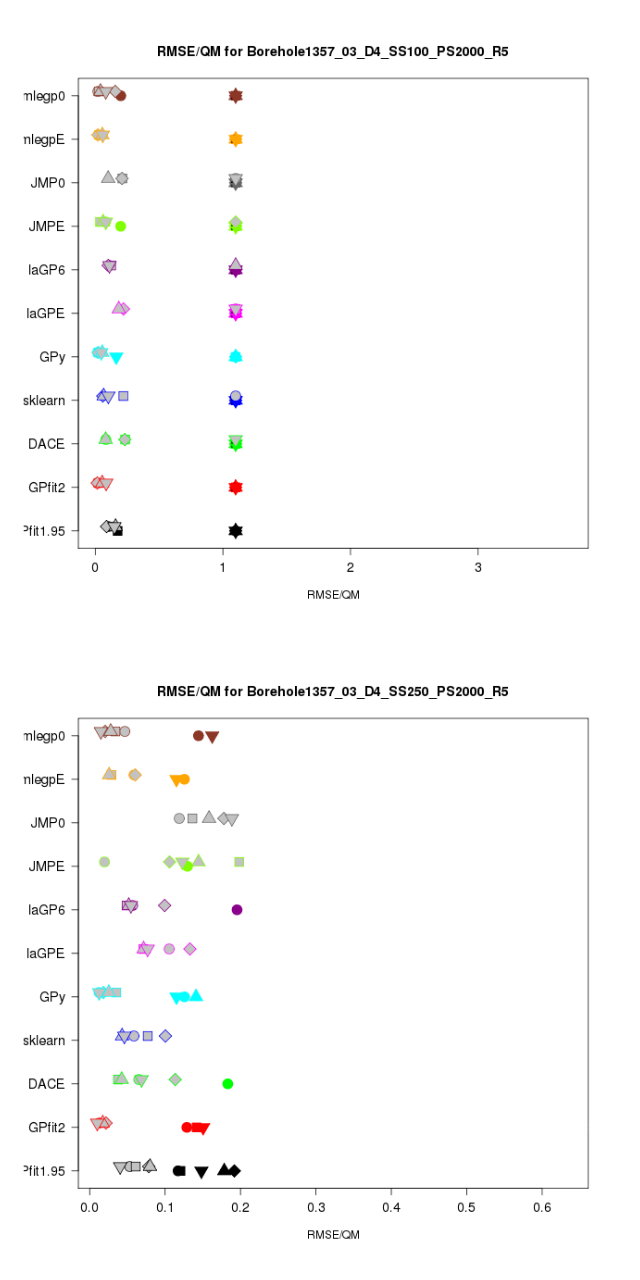 RMSE/QM for Borehole1357_03_D4_SS100_PS2000_R5
mlegp0
mlegpE
JMP0
JMPE
laGP6
laGPE
GPy
sklearn
DACE
GPfit2
Pfit1.95
0 1 2 3
RMSE/QM
RMSE/QM for Borehole1357_03_D4_SS250_PS2000_R5
mlegp0
mlegpE
JMP0
JMPE
laGP6
laGPE
GPy
sklearn
DACE
GPfit2
Pfit1.95
0.0 0.1 0.2 0.3 0.4 0.5 0.6
RMSE/QM